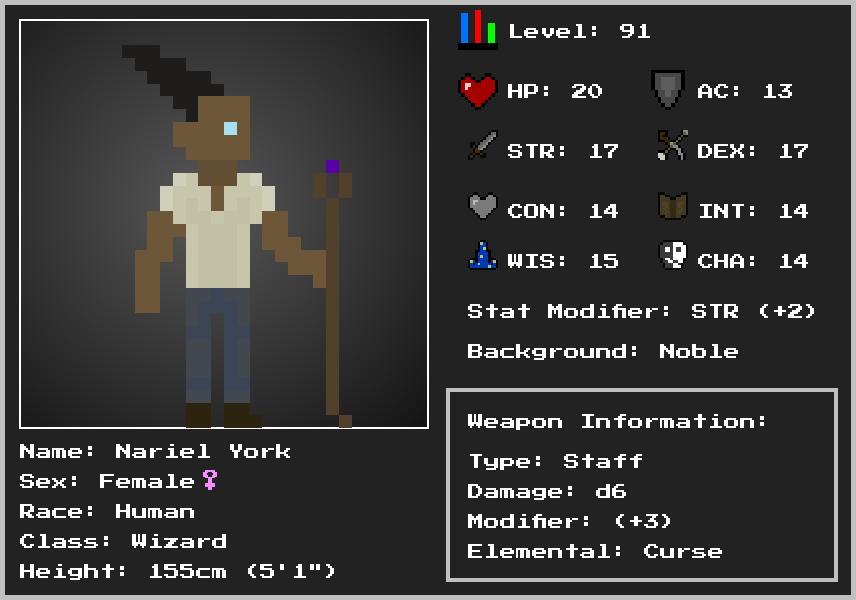 Level: 91
HP: 20 AC: 13
STR: 17 DEX: 17
CON: 14 INT: 14
WIS: 15 CHA: 14
Stat Modifier: STR (+2)
Background: Noble
Weapon Information:
Type: Staff
Damage: d6
Modifier: (+3)
Elemental: Curse
Name: Nariel York
Sex: Female♀
Race: Human
Class: Wizard
Height: 155cm (5'1")